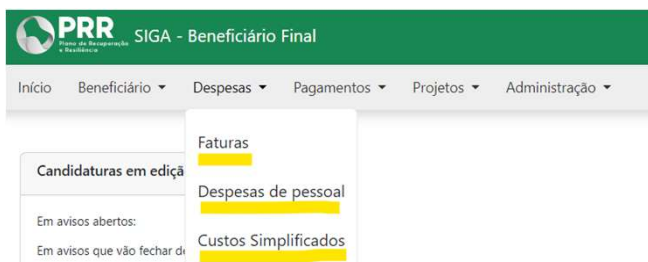 PRR
Plano de Recuperação
e Resiliência
SIGA - Beneficiário Final
Início Beneficiário Despesas Pagamentos Projetos Administração
Faturas
Candidaturas em ediçã
Despesas de pessoal
Em avisos abertos:
Custos Simplificados
Em avisos que vão fechar de